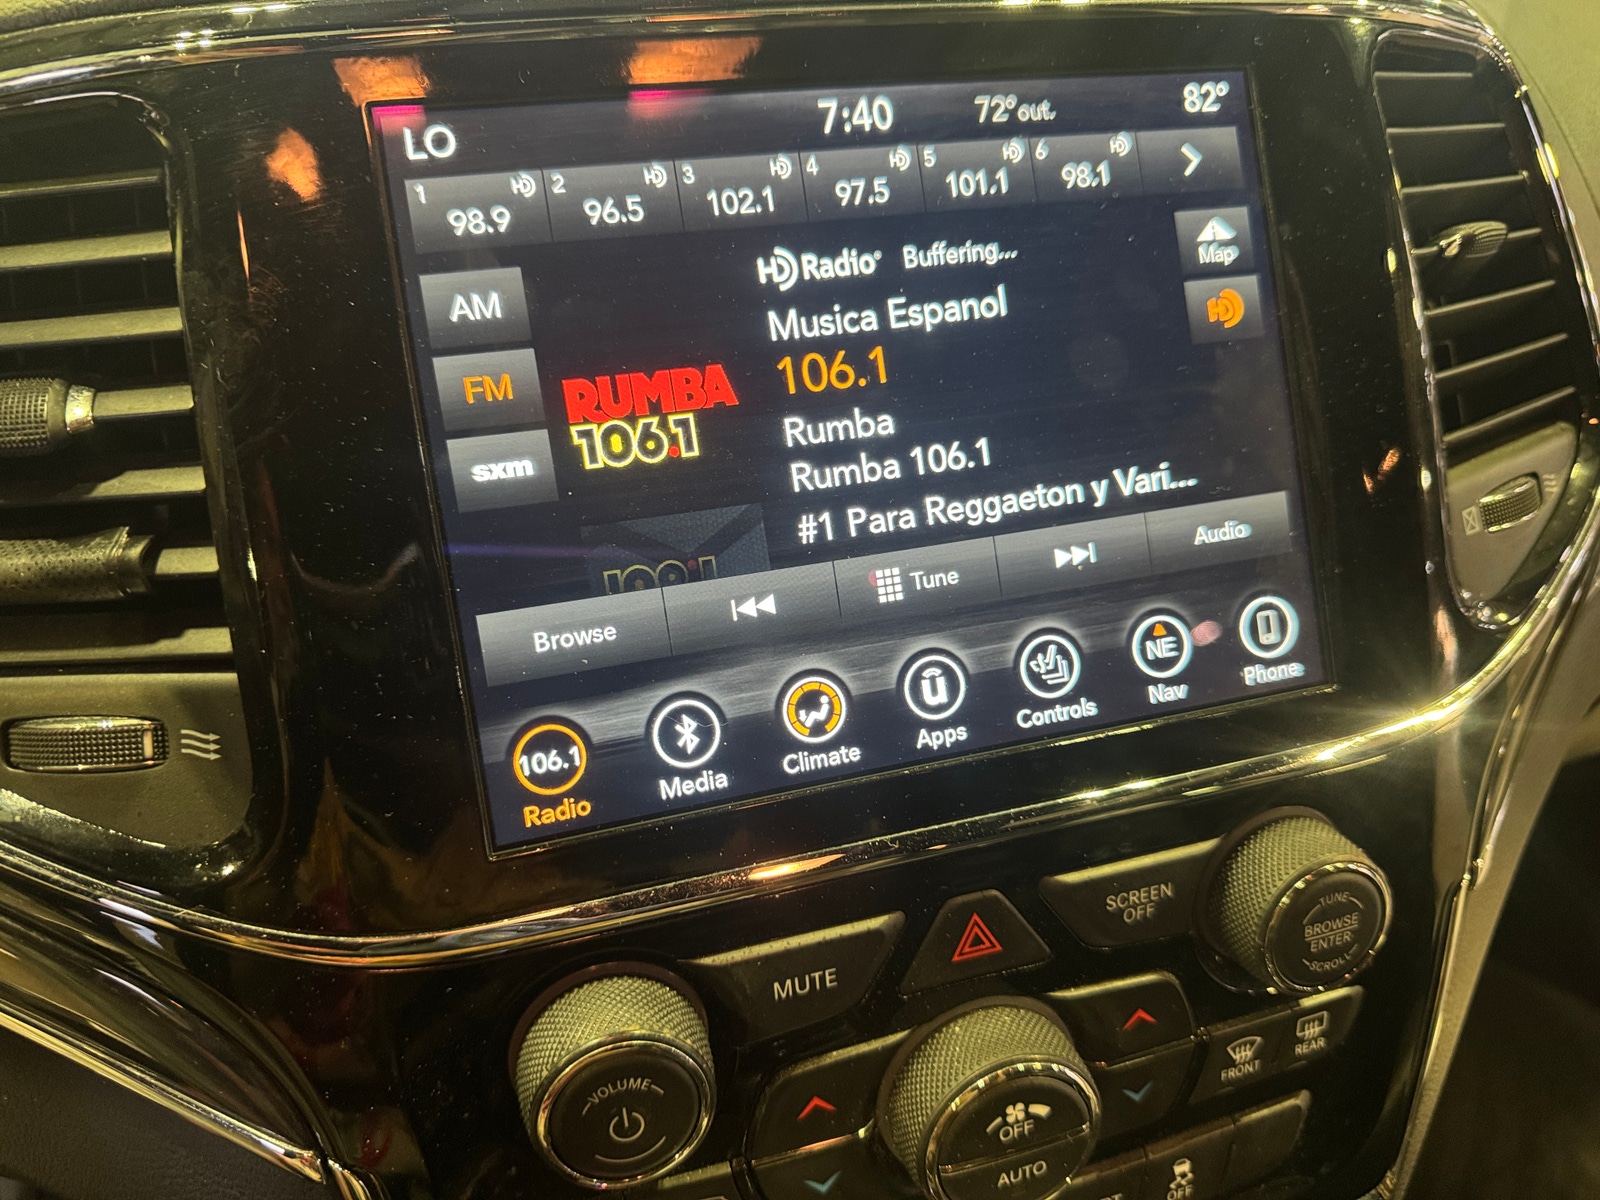 LO 7:40 72° out. 82°
1 98.9 2 96.5 3 102.1 4 97.5 5 101.1 6 98.1
HD Radio® Buffering...
Map
AM
Musica Espanol
HD
FM
106.1
RUMBA
106.1
Rumba
sxm
Rumba 106.1
#1 Para Reggaeton y Vari...
Browse Tune Audio
106.1 NE
Radio Media Climate Apps Controls Nav Phone
SCREEN
OFF
TUNE
BROWSE
ENTER
SCROLL
MUTE
FRONT REAR
VOLUME
OFF
AUTO
OFF